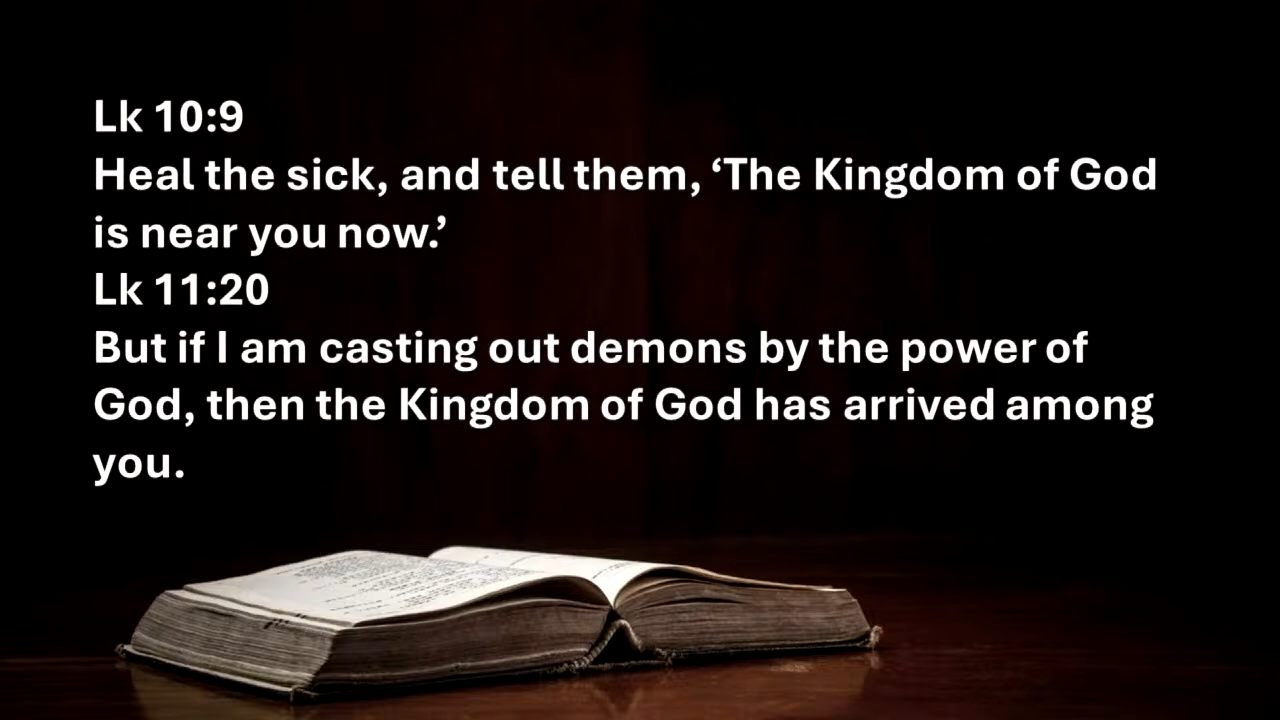 Lk 10:9
Heal the sick, and tell them, ‘The Kingdom of God
is near you now.’
Lk 11:20
But if I am casting out demons by the power of
God, then the Kingdom of God has arrived among
you.